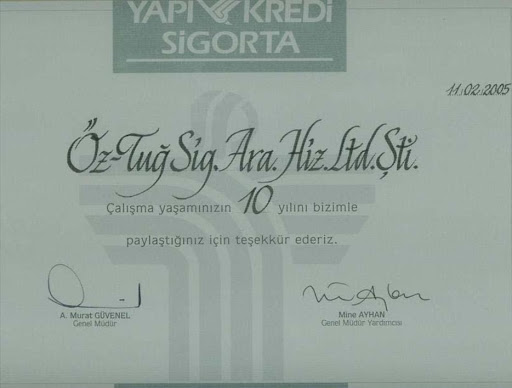 YAPI KREDİ
SİGORTA
11.02.2005
Öz-Tuğ Sig. Ara. Hiz. Ltd. Şti.
Çalışma yaşamınızın 10 yılını bizimle
paylaştığınız için teşekkür ederiz.
A. Murat GÜVENEL
Genel Müdür
Mine AYHAN
Genel Müdür Yardımcısı